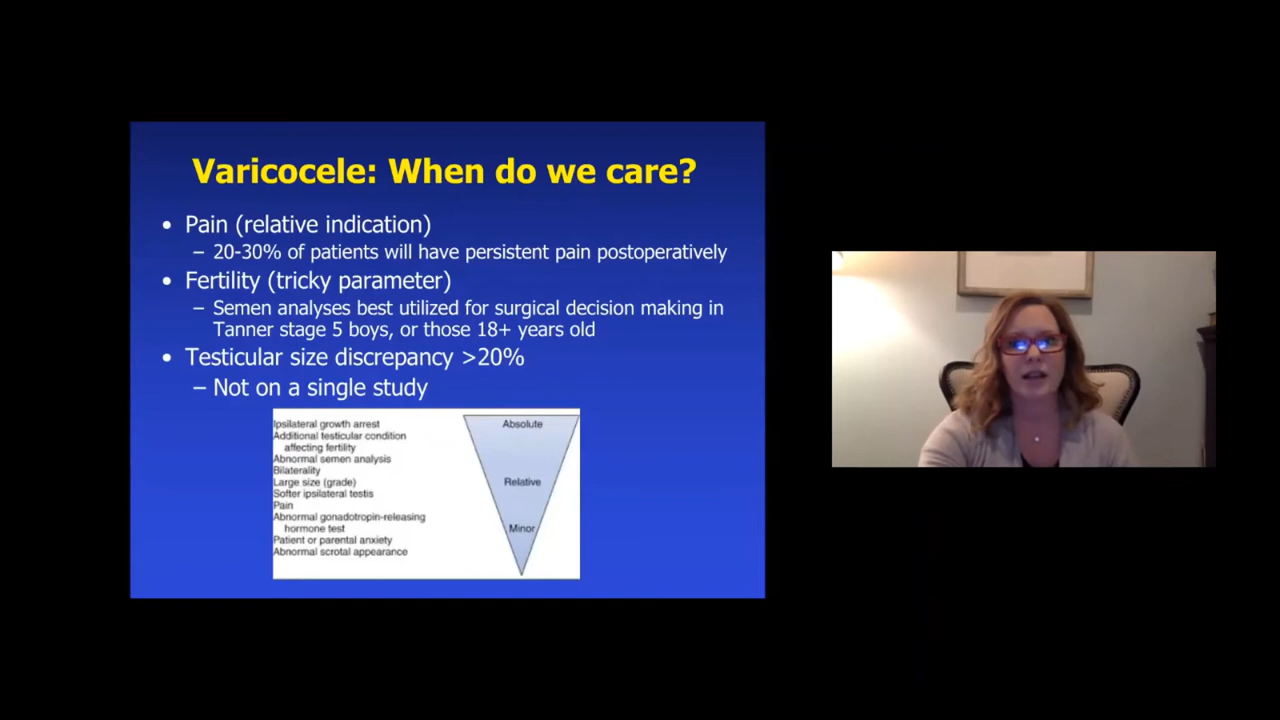 Varicocele: When do we care?
• Pain (relative indication)
– 20-30% of patients will have persistent pain postoperatively
• Fertility (tricky parameter)
– Semen analyses best utilized for surgical decision making in
Tanner stage 5 boys, or those 18+ years old
• Testicular size discrepancy >20%
– Not on a single study
Ipsilateral growth arrest
Additional testicular condition
affecting fertility
Abnormal semen analysis
Bilaterality
Large size (grade)
Softer ipsilateral testis
Pain
Abnormal gonadotropin-releasing
hormone test
Patient or parental anxiety
Abnormal scrotal appearance
Absolute
Relative
Minor